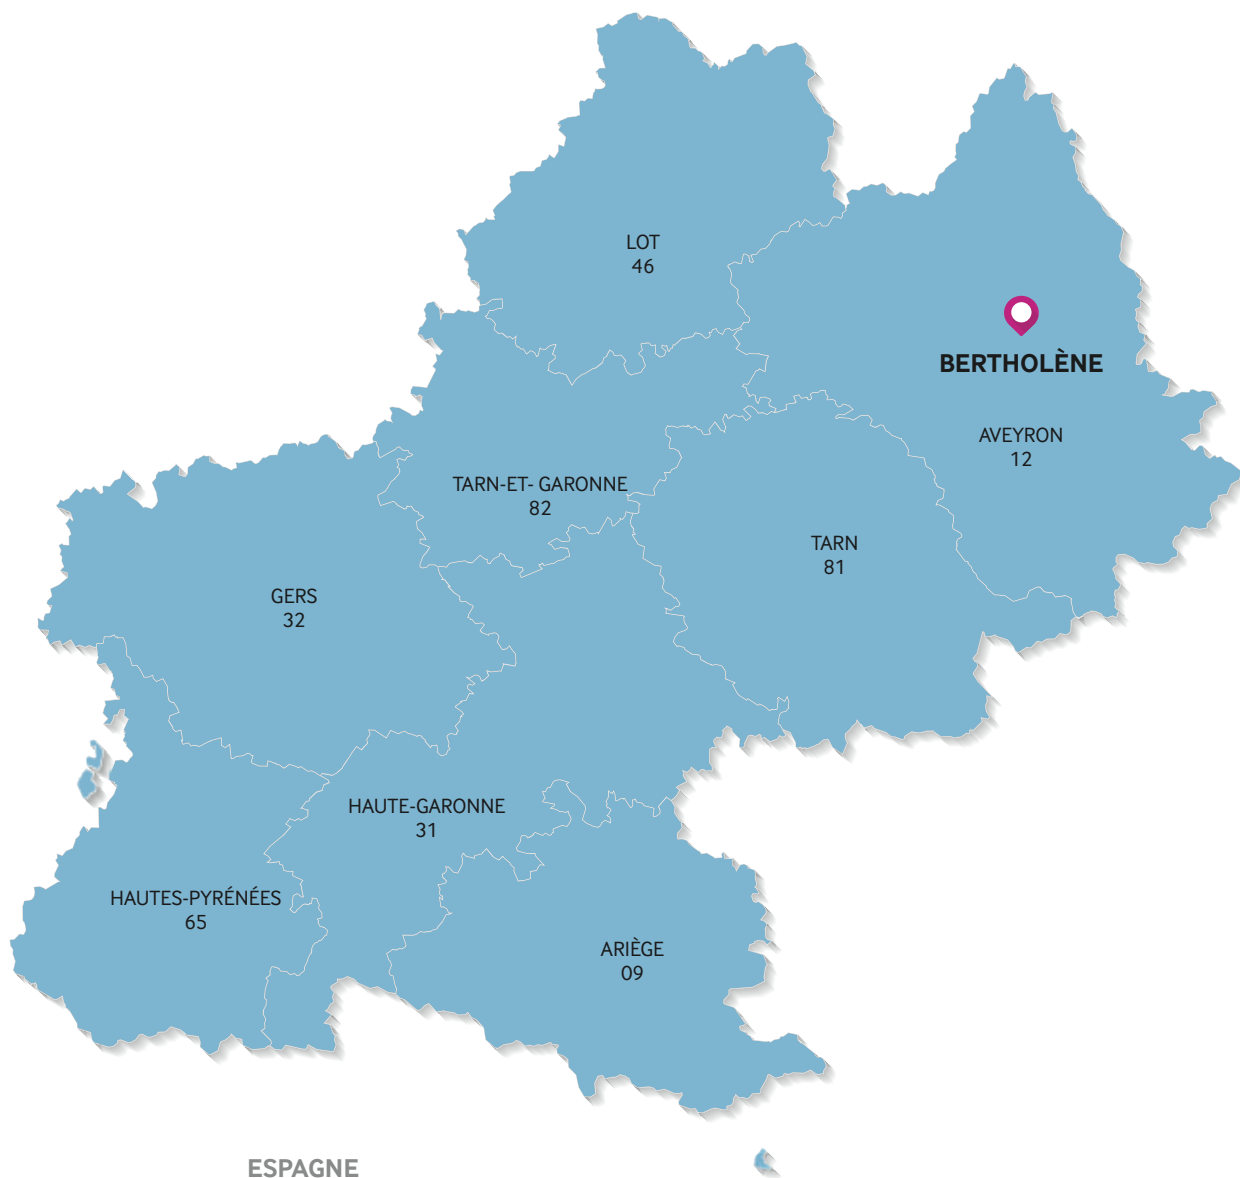 LOT
46
BERTHOLÈNE
AVEYRON
12
TARN-ET- GARONNE
82
TARN
81
GERS
32
HAUTE-GARONNE
31
HAUTES-PYRÉNÉES
65
ARIÈGE
09
ESPAGNE